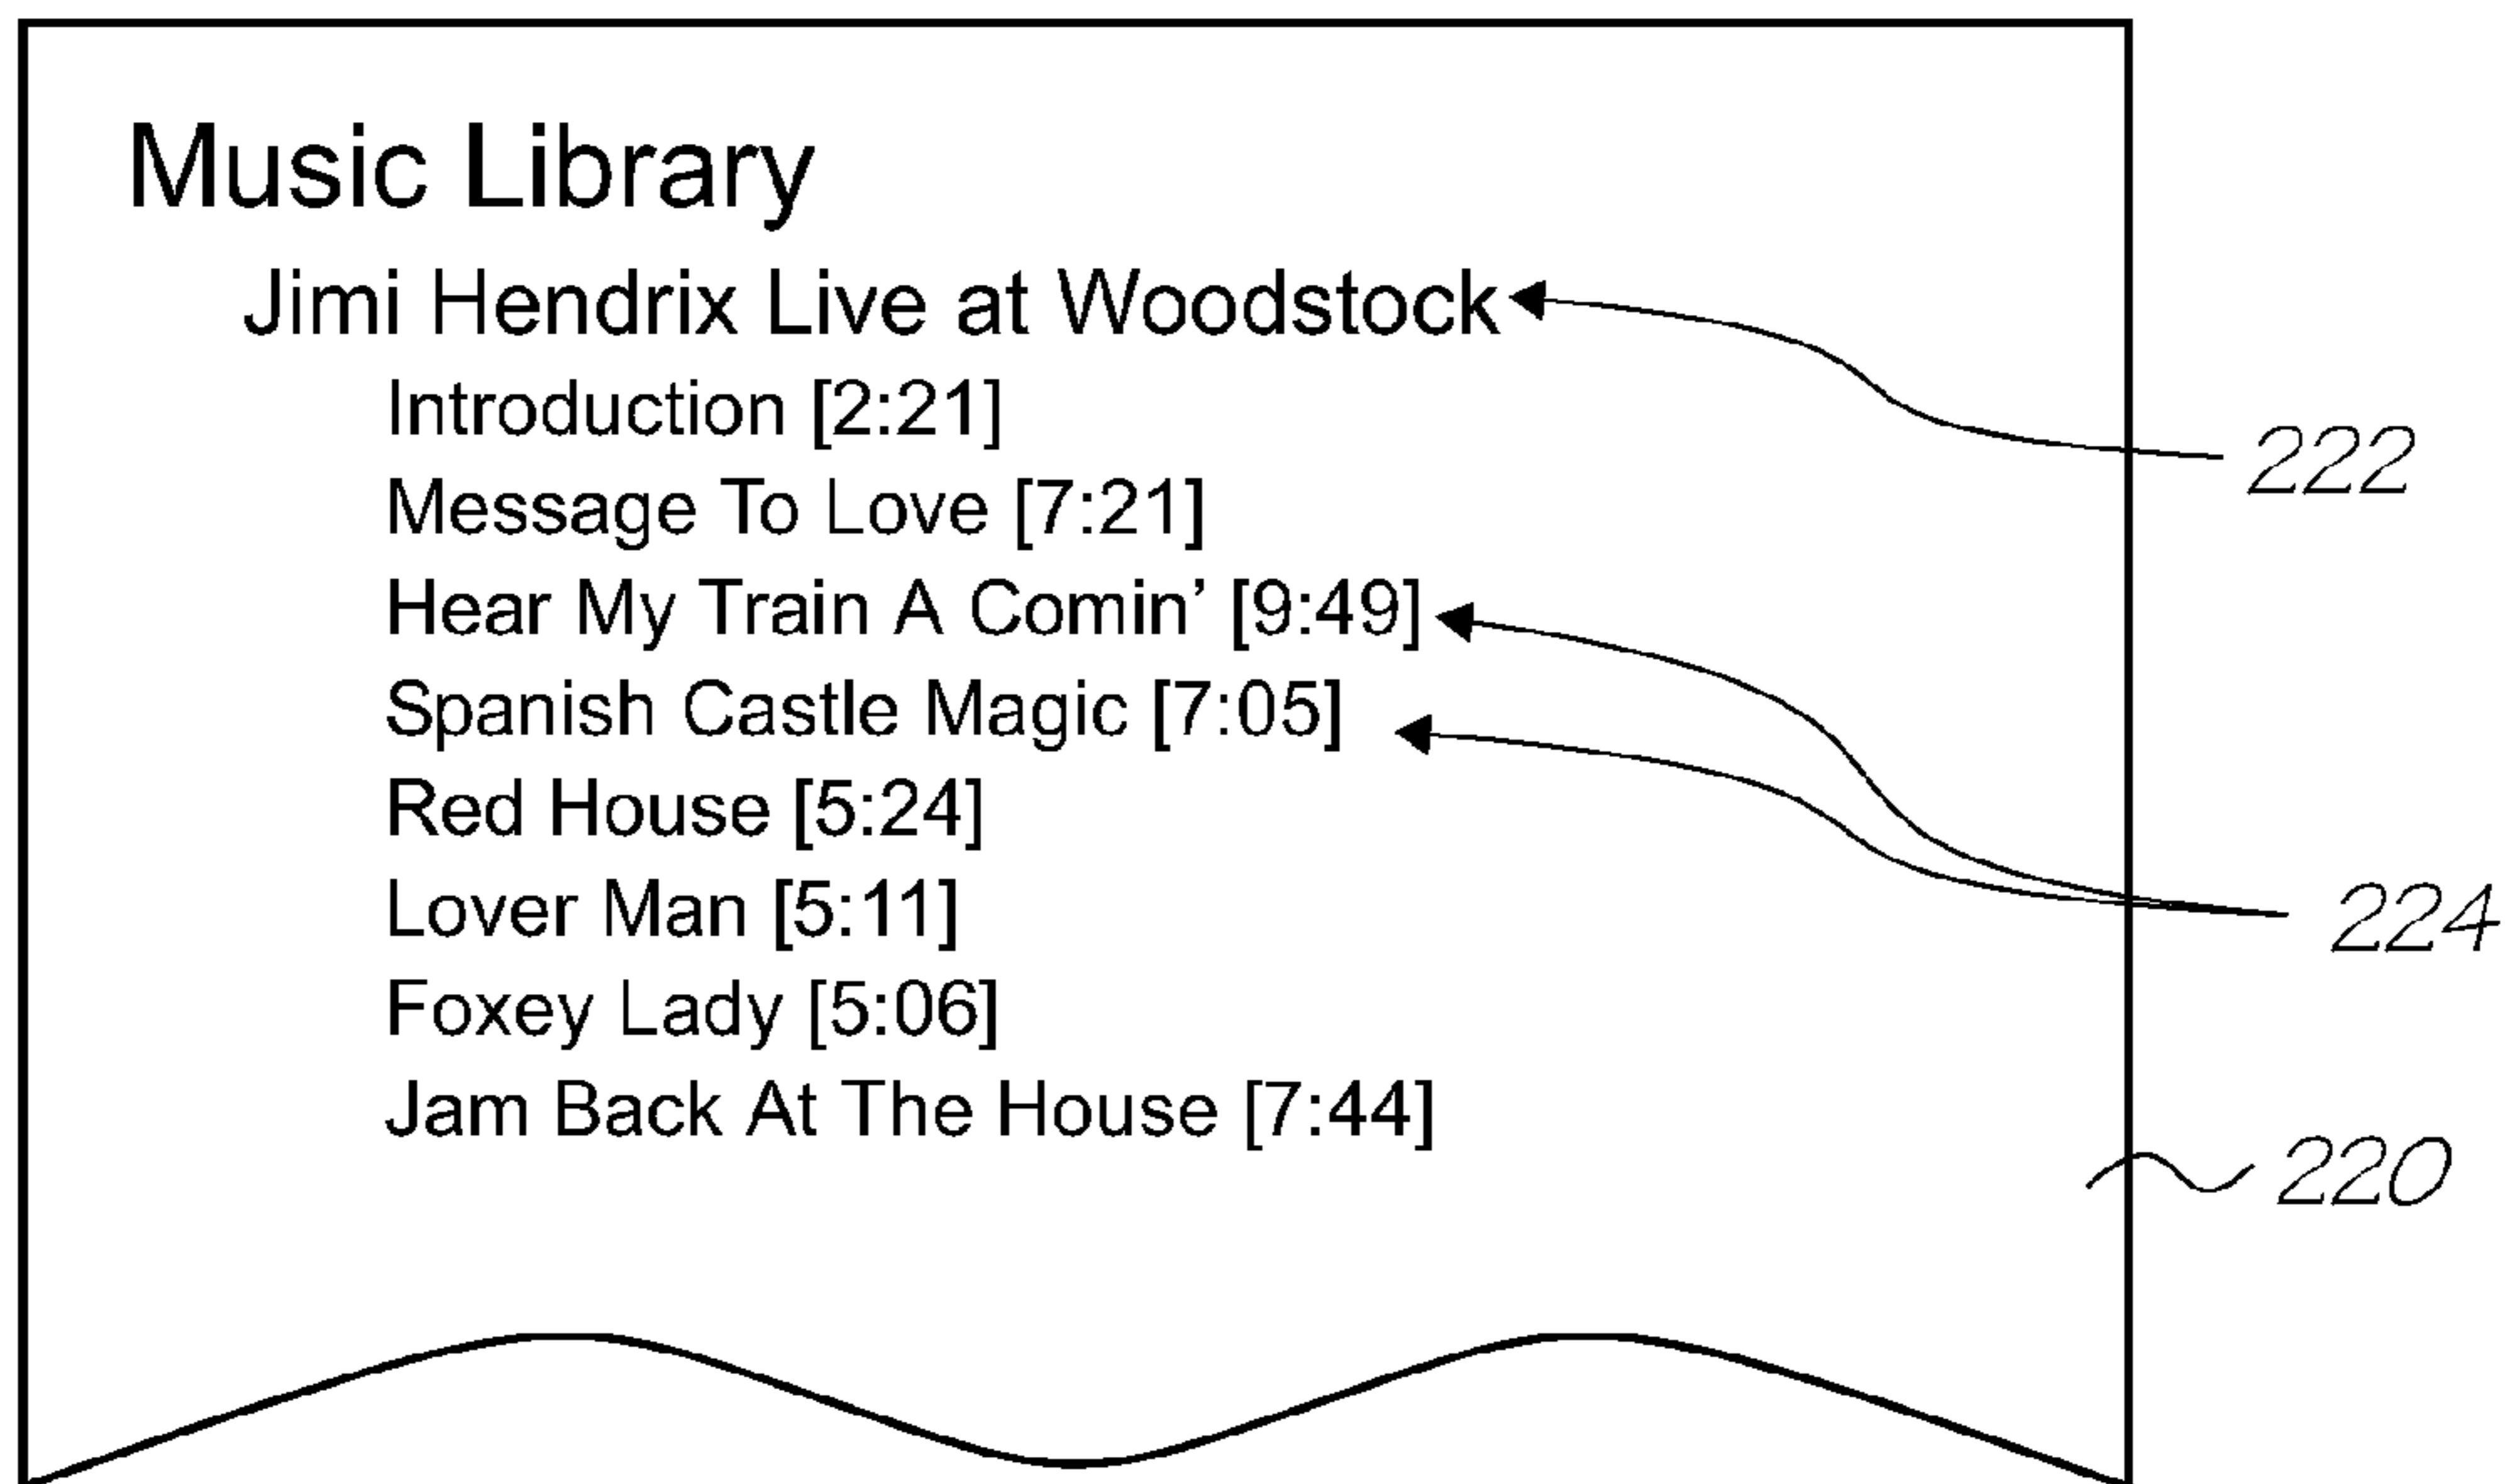 Music Library
Jimi Hendrix Live at Woodstock
Introduction [2:21]
222
Message To Love [7:21]
Hear My Train A Comin’ [9:49]
Spanish Castle Magic [7:05]
Red House [5:24]
Lover Man [5:11]
224
Foxey Lady [5:06]
Jam Back At The House [7:44]
220